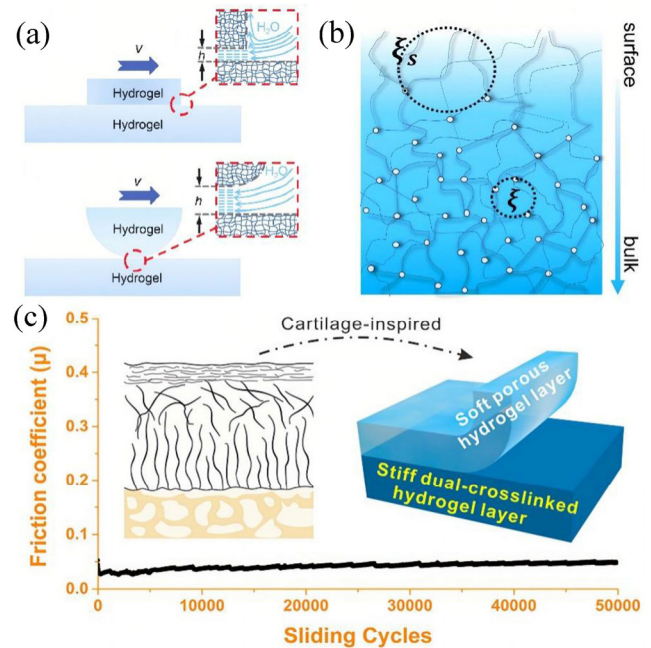 (a)
v
Hydrogel
Hydrogel
h
H₂O
v
Hydrogel
Hydrogel
h
H₂O
(b)
ξs
ξ
surface
bulk
(c)
Cartilage-inspired
Soft porous
hydrogel layer
Stiff dual-crosslinked
hydrogel layer
Friction coefficient (μ)
0.5
0.4
0.3
0.2
0.1
0.0
0
10000
20000
30000
40000
50000
Sliding Cycles